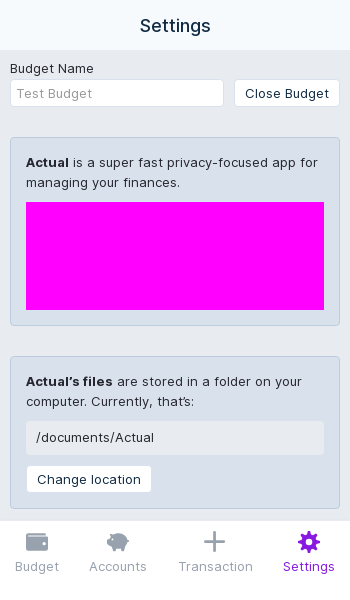 Settings
Budget Name
Test Budget
Close Budget
Actual is a super fast privacy-focused app for
managing your finances.
Actual’s files are stored in a folder on your
computer. Currently, that’s:
/documents/Actual
Change location
Budget
Accounts
Transaction
Settings